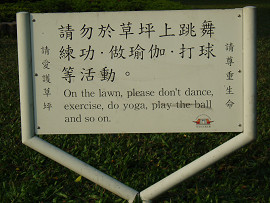 請勿於草坪上跳舞
練功·做瑜伽·打球
等活動。
On the lawn, please don't dance,
exercise, do yoga, play the ball
and so on.
請愛護草坪
請尊重生命